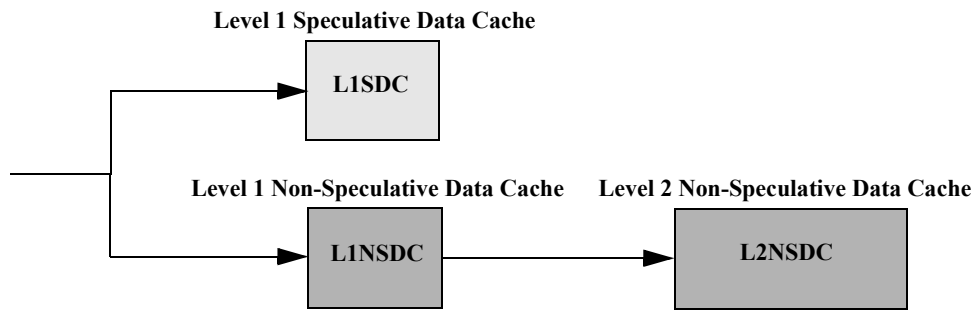 Level 1 Speculative Data Cache
L1SDC
Level 1 Non-Speculative Data Cache
Level 2 Non-Speculative Data Cache
L1NSDC
L2NSDC